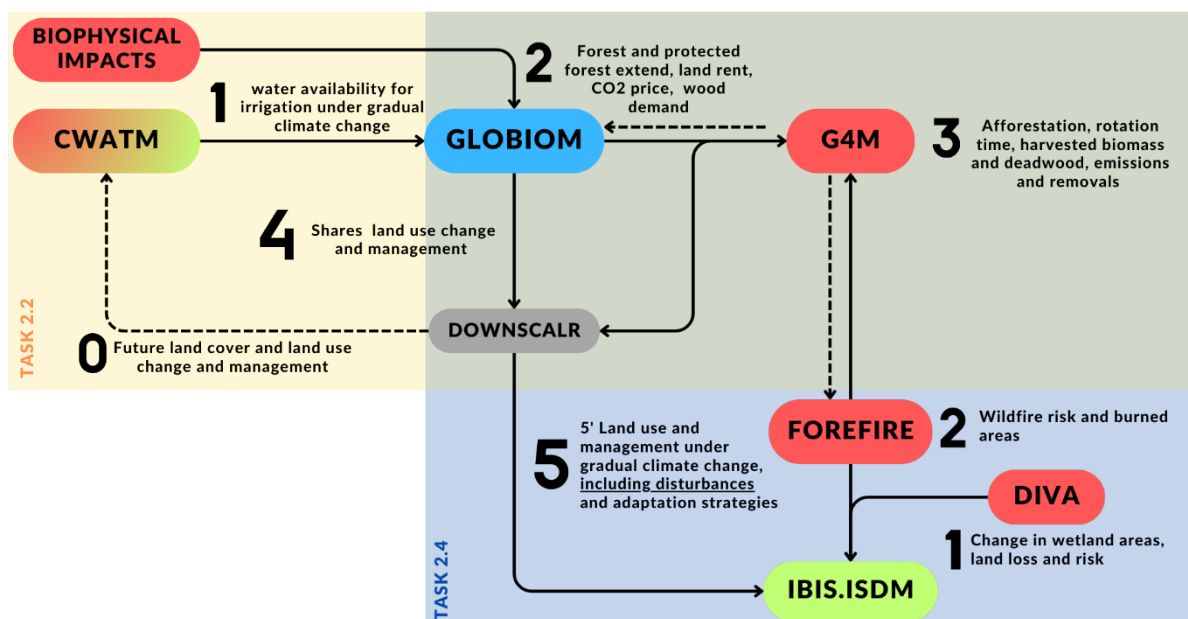 BIOPHYSICAL
IMPACTS
1
water availability for
irrigation under gradual
climate change
2
Forest and protected
forest extend, land rent,
CO2 price, wood
demand
CWATM
GLOBIOM
G4M
3
Afforestation, rotation
time, harvested biomass
and deadwood, emissions
and removals
4
Shares land use change
and management
DOWNSCALR
TASK 2.2
0
Future land cover and land use
change and management
5
5' Land use and
management under
gradual climate change,
including disturbances
and adaptation strategies
FOREFIRE
2
Wildfire risk and burned
areas
DIVA
1
Change in wetland areas,
land loss and risk
TASK 2.4
IBIS.ISDM